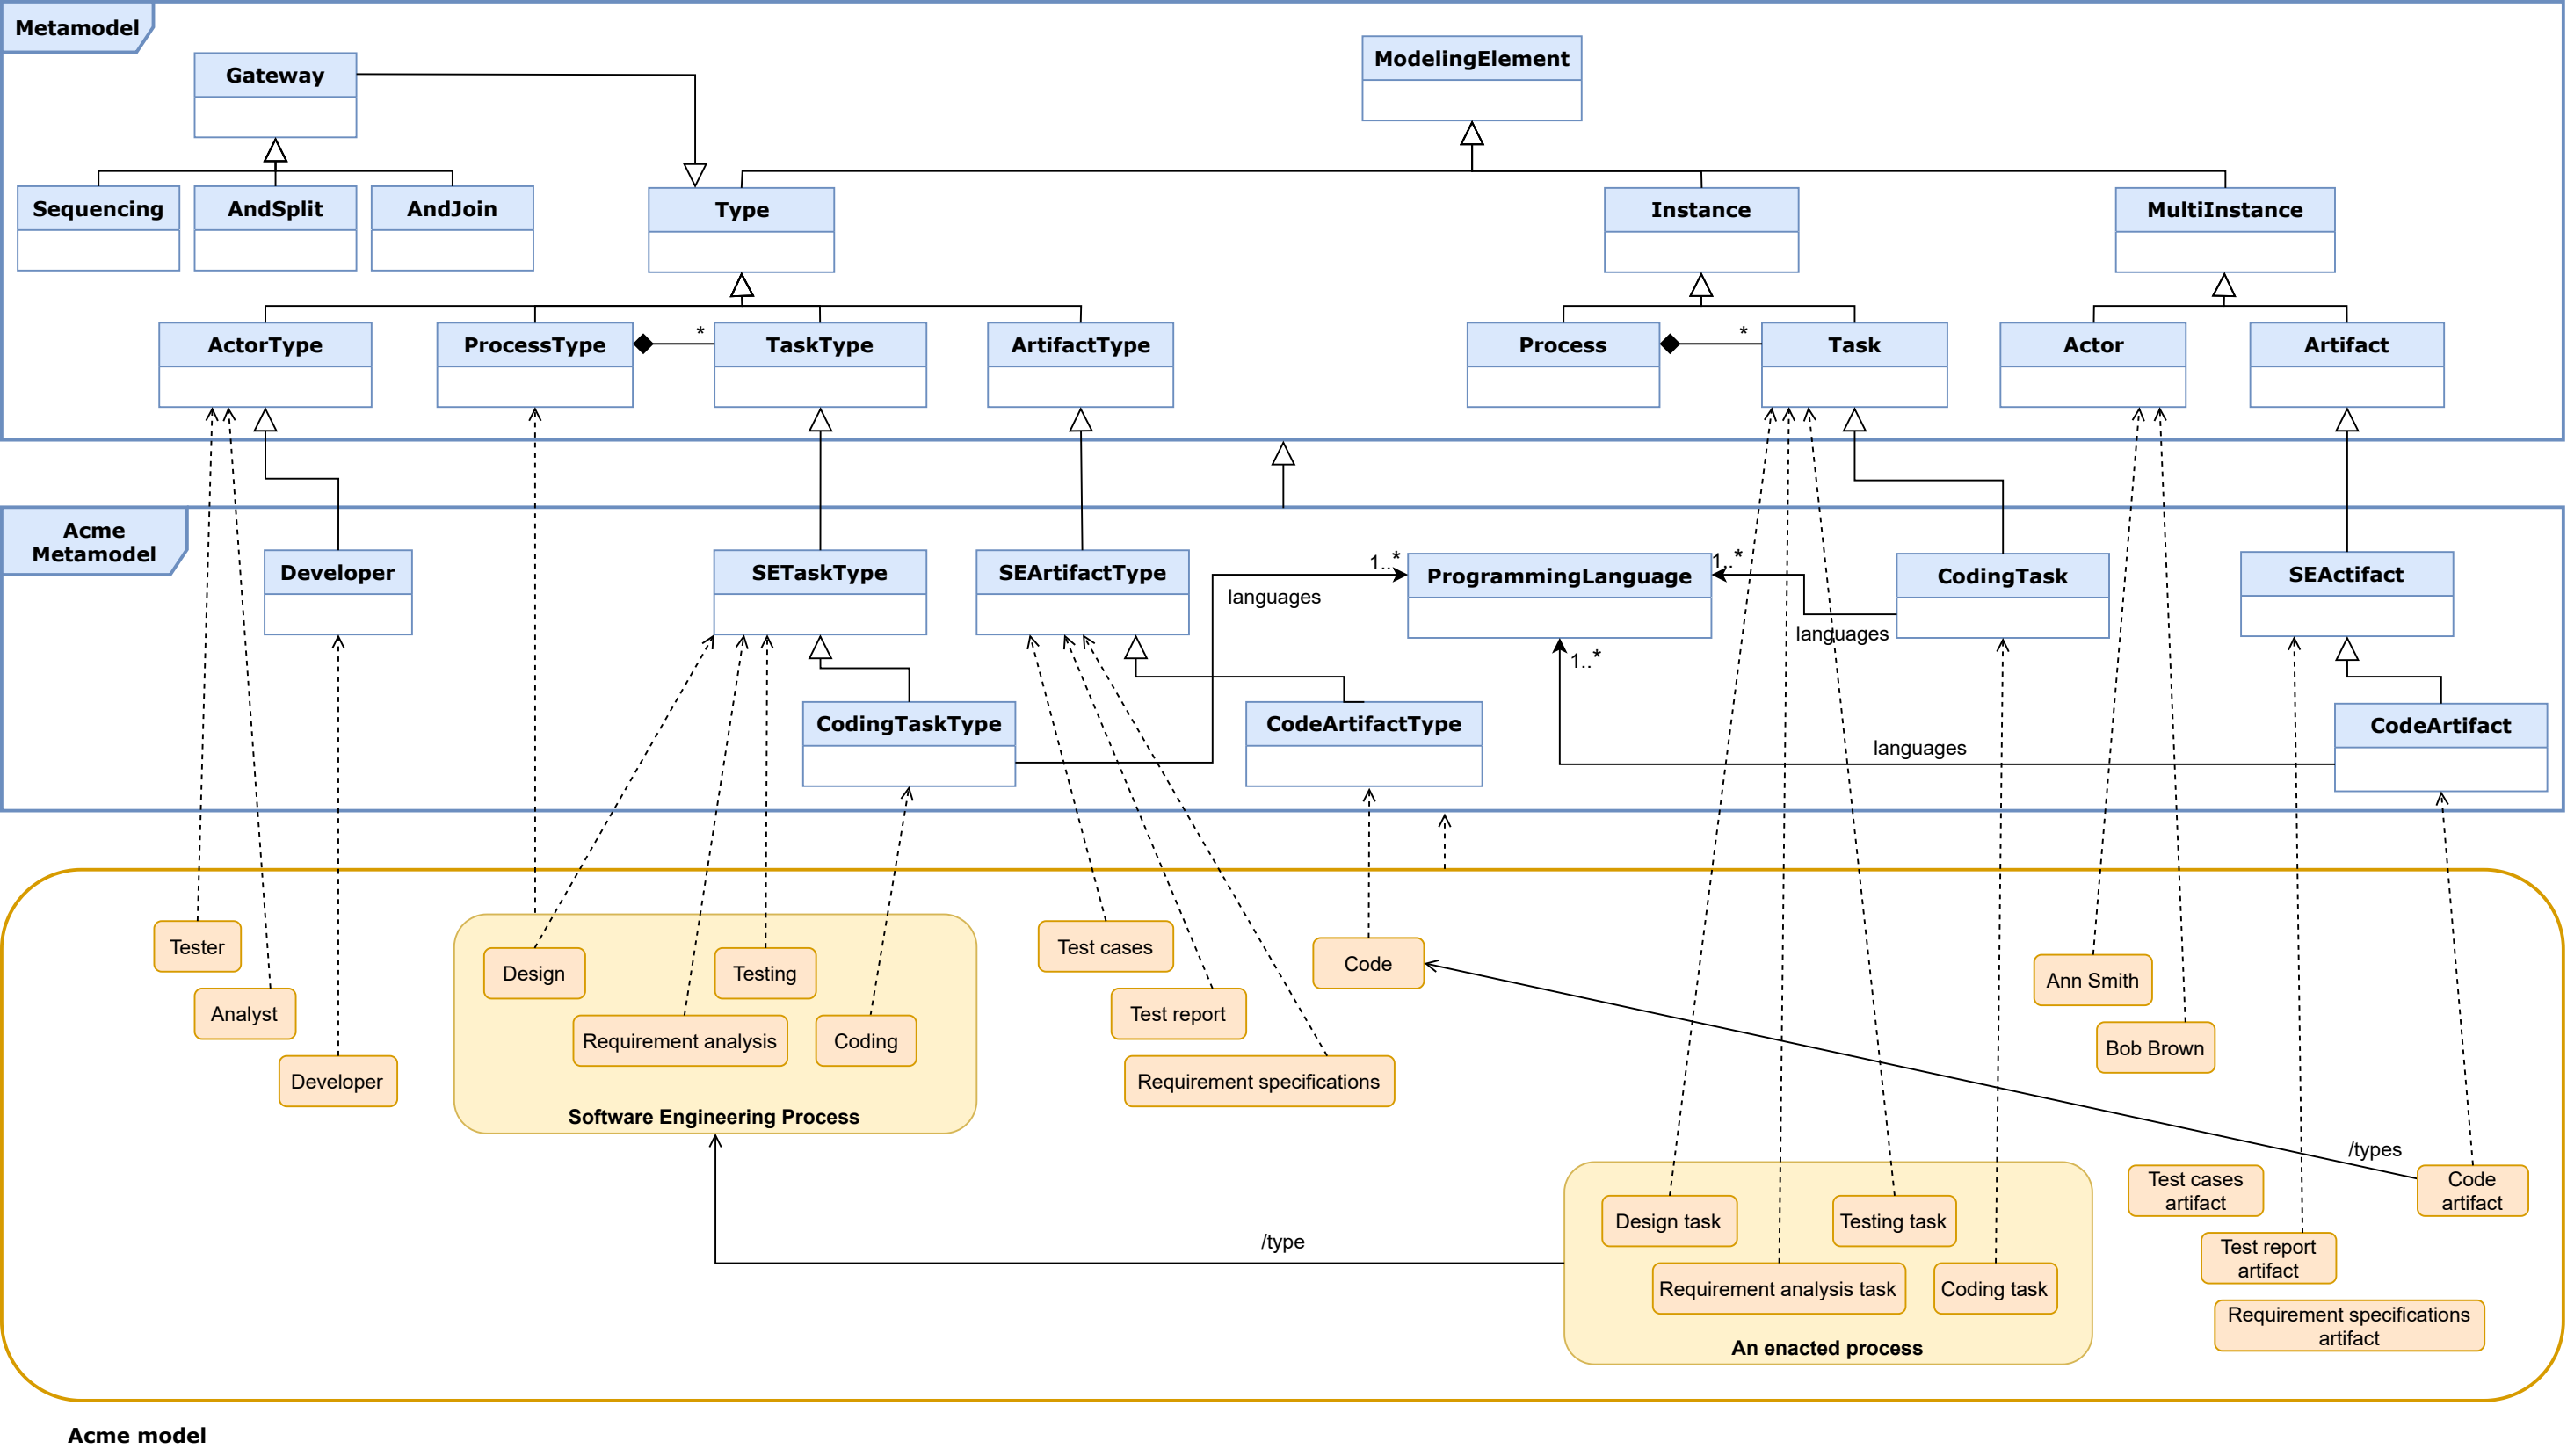 Metamodel
Gateway
ModelingElement
Sequencing
AndSplit
AndJoin
Type
Instance
MultiInstance
ActorType
ProcessType
*
TaskType
ArtifactType
Process
*
Task
Actor
Artifact
Acme
Metamodel
Developer
SETaskType
SEArtifactType
1..*
ProgrammingLanguage
1..*
CodingTask
SEActifact
languages
languages
1..*
CodingTaskType
CodeArtifactType
CodeArtifact
languages
Tester
Design
Testing
Test cases
Code
Ann Smith
Analyst
Requirement analysis
Coding
Test report
Bob Brown
Developer
Requirement specifications
Software Engineering Process
/types
Test cases
artifact
Code
artifact
Design task
Testing task
/type
Test report
artifact
Requirement analysis task
Coding task
Requirement specifications
artifact
An enacted process
Acme model